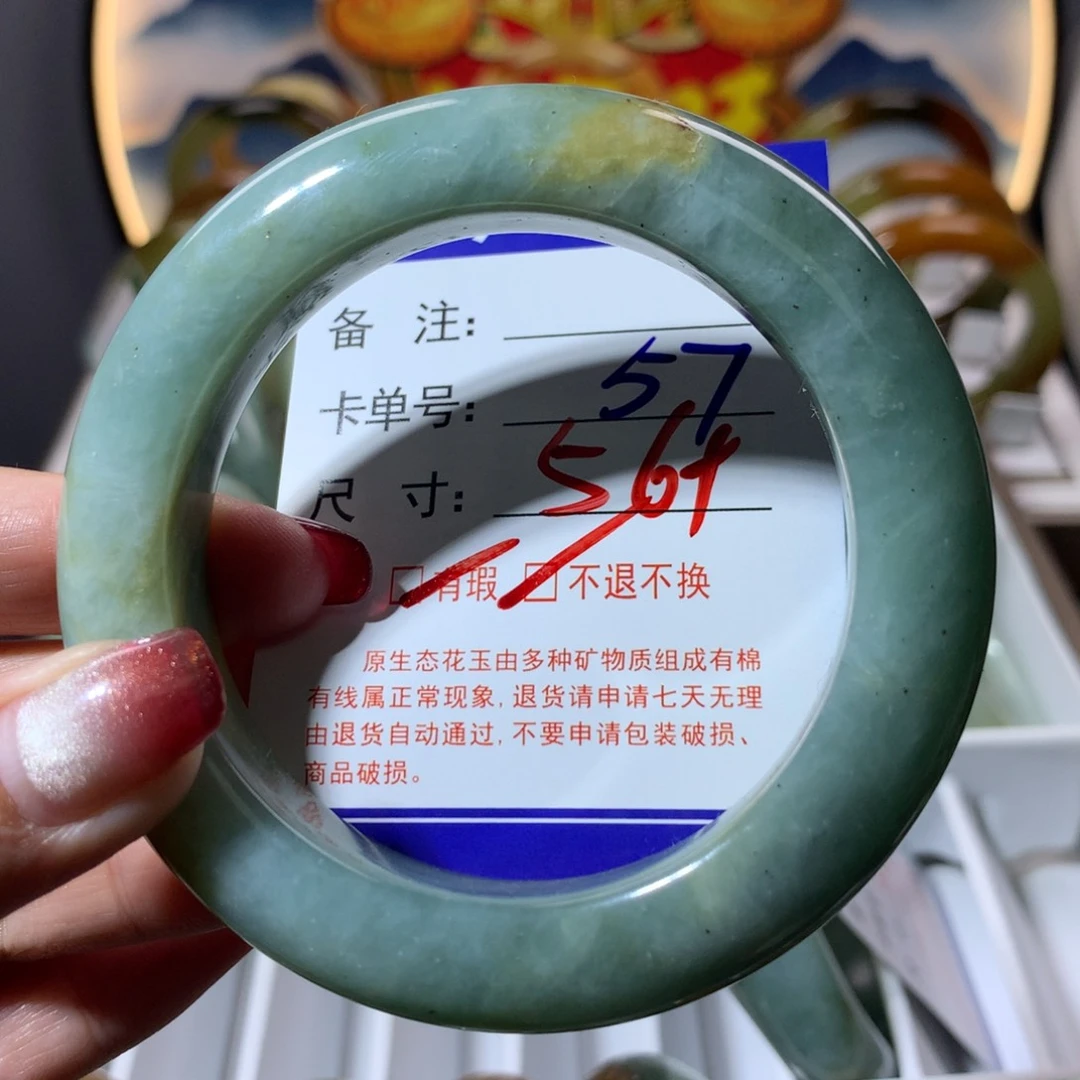 备 注:
卡单号: 57
尺 寸: 564
有瑕 不退不换
原生态花玉由多种矿物质组成有棉
有线属正常现象,退货请申请七天无理
由退货自动通过,不要申请包装破损、
商品破损。